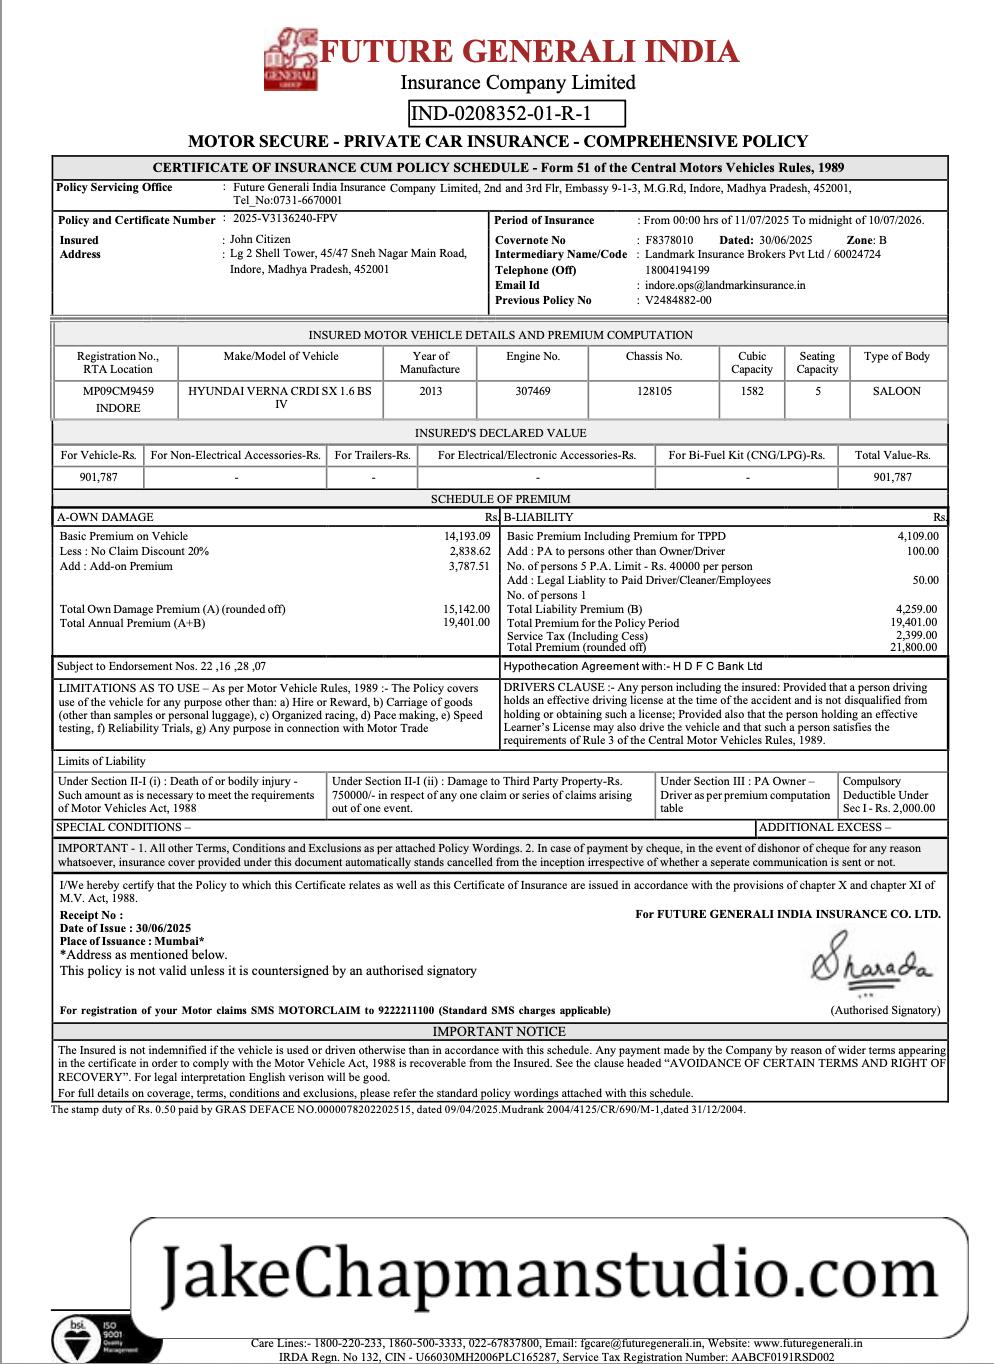 FUTURE GENERALI INDIA
GENERALI
GROUP
Insurance Company Limited
IND-0208352-01-R-1
MOTOR SECURE - PRIVATE CAR INSURANCE - COMPREHENSIVE POLICY
CERTIFICATE OF INSURANCE CUM POLICY SCHEDULE - Form 51 of the Central Motors Vehicles Rules, 1989
Policy Servicing Office : Future Generali India Insurance Company Limited, 2nd and 3rd Flr, Embassy 9-1-3, M.G.Rd, Indore, Madhya Pradesh, 452001,
Tel_No:0731-6670001
Policy and Certificate Number : 2025-V3136240-FPV
Insured : John Citizen
Address : Lg 2 Shell Tower, 45/47 Sneh Nagar Main Road,
Indore, Madhya Pradesh, 452001
Period of Insurance : From 00:00 hrs of 11/07/2025 To midnight of 10/07/2026.
Covernote No : F8378010 Dated: 30/06/2025 Zone: B
Intermediary Name/Code : Landmark Insurance Brokers Pvt Ltd / 60024724
Telephone (Off) 18004194199
Email Id : indore.ops@landmarkinsurance.in
Previous Policy No : V2484882-00
INSURED MOTOR VEHICLE DETAILS AND PREMIUM COMPUTATION
Registration No., Make/Model of Vehicle Year of Engine No. Chassis No. Cubic Seating Type of Body
RTA Location Manufacture Capacity Capacity
MP09CM9459 HYUNDAI VERNA CRDI SX 1.6 BS 2013 307469 128105 1582 5 SALOON
INDORE IV
INSURED'S DECLARED VALUE
For Vehicle-Rs. For Non-Electrical Accessories-Rs. For Trailers-Rs. For Electrical/Electronic Accessories-Rs. For Bi-Fuel Kit (CNG/LPG)-Rs. Total Value-Rs.
901,787 - - - - 901,787
SCHEDULE OF PREMIUM
A-OWN DAMAGE Rs. B-LIABILITY Rs.
Basic Premium on Vehicle 14,193.09
Less : No Claim Discount 20% 2,838.62
Add : Add-on Premium 3,787.51
Total Own Damage Premium (A) (rounded off) 15,142.00
Total Annual Premium (A+B) 19,401.00
Basic Premium Including Premium for TPPD 4,109.00
Add : PA to persons other than Owner/Driver 100.00
No. of persons 5 P.A. Limit - Rs. 40000 per person
Add : Legal Liablity to Paid Driver/Cleaner/Employees 50.00
No. of persons 1
Total Liability Premium (B) 4,259.00
Total Premium for the Policy Period 19,401.00
Service Tax (Including Cess) 2,399.00
Total Premium (rounded off) 21,800.00
Subject to Endorsement Nos. 22 ,16 ,28 ,07
Hypothecation Agreement with:- H D F C Bank Ltd
LIMITATIONS AS TO USE – As per Motor Vehicle Rules, 1989 :- The Policy covers
use of the vehicle for any purpose other than: a) Hire or Reward, b) Carriage of goods
(other than samples or personal luggage), c) Organized racing, d) Pace making, e) Speed
testing, f) Reliability Trials, g) Any purpose in connection with Motor Trade
DRIVERS CLAUSE :- Any person including the insured: Provided that a person driving
holds an effective driving license at the time of the accident and is not disqualified from
holding or obtaining such a license; Provided also that the person holding an effective
Learner's License may also drive the vehicle and that such a person satisfies the
requirements of Rule 3 of the Central Motor Vehicles Rules, 1989.
Limits of Liability
Under Section II-I (i) : Death of or bodily injury -
Such amount as is necessary to meet the requirements
of Motor Vehicles Act, 1988
Under Section II-I (ii) : Damage to Third Party Property-Rs.
750000/- in respect of any one claim or series of claims arising
out of one event.
Under Section III : PA Owner –
Driver as per premium computation
table
Compulsory
Deductible Under
Sec I - Rs. 2,000.00
SPECIAL CONDITIONS – ADDITIONAL EXCESS –
IMPORTANT - 1. All other Terms, Conditions and Exclusions as per attached Policy Wordings. 2. In case of payment by cheque, in the event of dishonor of cheque for any reason
whatsoever, insurance cover provided under this document automatically stands cancelled from the inception irrespective of whether a seperate communication is sent or not.
I/We hereby certify that the Policy to which this Certificate relates as well as this Certificate of Insurance are issued in accordance with the provisions of chapter X and chapter XI of
M.V. Act, 1988.
Receipt No : For FUTURE GENERALI INDIA INSURANCE CO. LTD.
Date of Issue : 30/06/2025
Place of Issuance : Mumbai*
*Address as mentioned below.
This policy is not valid unless it is countersigned by an authorised signatory
Sharada
For registration of your Motor claims SMS MOTORCLAIM to 9222211100 (Standard SMS charges applicable) (Authorised Signatory)
IMPORTANT NOTICE
The Insured is not indemnified if the vehicle is used or driven otherwise than in accordance with this schedule. Any payment made by the Company by reason of wider terms appearing
in the certificate in order to comply with the Motor Vehicle Act, 1988 is recoverable from the Insured. See the clause headed “AVOIDANCE OF CERTAIN TERMS AND RIGHT OF
RECOVERY”. For legal interpretation English verison will be good.
For full details on coverage, terms, conditions and exclusions, please refer the standard policy wordings attached with this schedule.
The stamp duty of Rs. 0.50 paid by GRAS DEFACE NO.0000078202202515, dated 09/04/2025.Mudrank 2004/4125/CR/690/M-1,dated 31/12/2004.
JakeChapmanstudio.com
bsi. ISO
9001
Quality
Management
Care Lines:- 1800-220-233, 1860-500-3333, 022-67837800, Email: fgcare@futuregenerali.in, Website: www.futuregenerali.in
IRDA Regn. No 132, CIN - U66030MH2006PLC165287, Service Tax Registration Number: AABCF0191RSD002